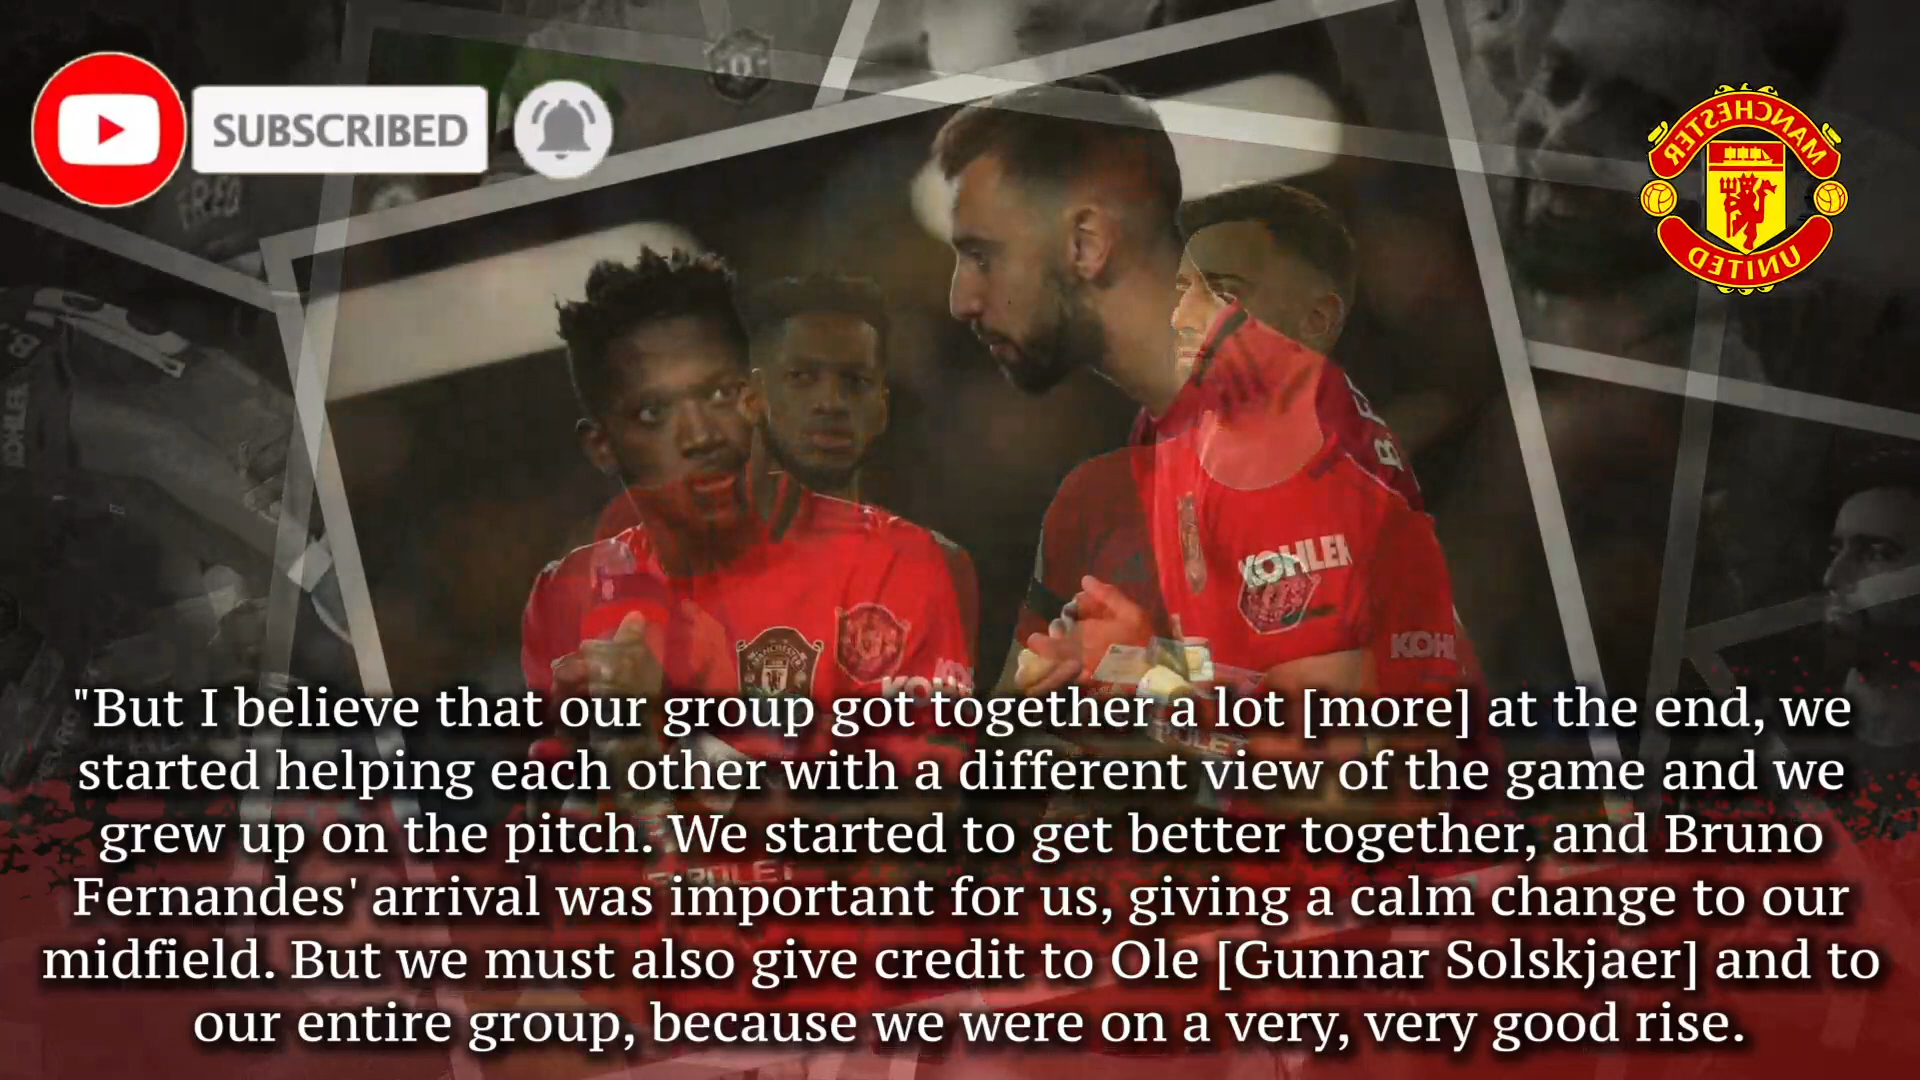 SUBSCRIBED
MANCHESTER
UNITED
FRED
KOHLER
KOHLER
KOHL
MANCHESTER
"But I believe that our group got together a lot [more] at the end, we
started helping each other with a different view of the game and we
grew up on the pitch. We started to get better together, and Bruno
Fernandes' arrival was important for us, giving a calm change to our
midfield. But we must also give credit to Ole [Gunnar Solskjaer] and to
our entire group, because we were on a very, very good rise.